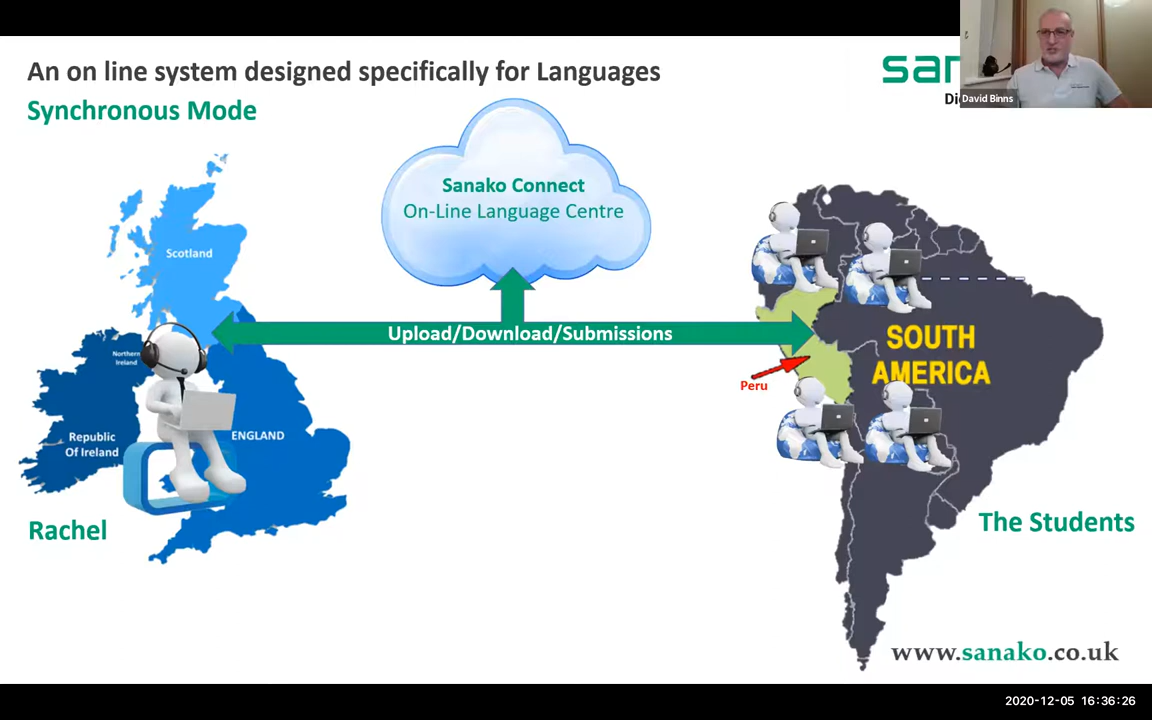 An on line system designed specifically for Languages
Synchronous Mode
David Binns
Sanako Connect
On-Line Language Centre
Scotland
Upload/Download/Submissions
Northern
Ireland
SOUTH
AMERICA
Peru
Republic
Of Ireland
ENGLAND
Rachel
The Students
www.sanako.co.uk
2020-12-05 16:36:26